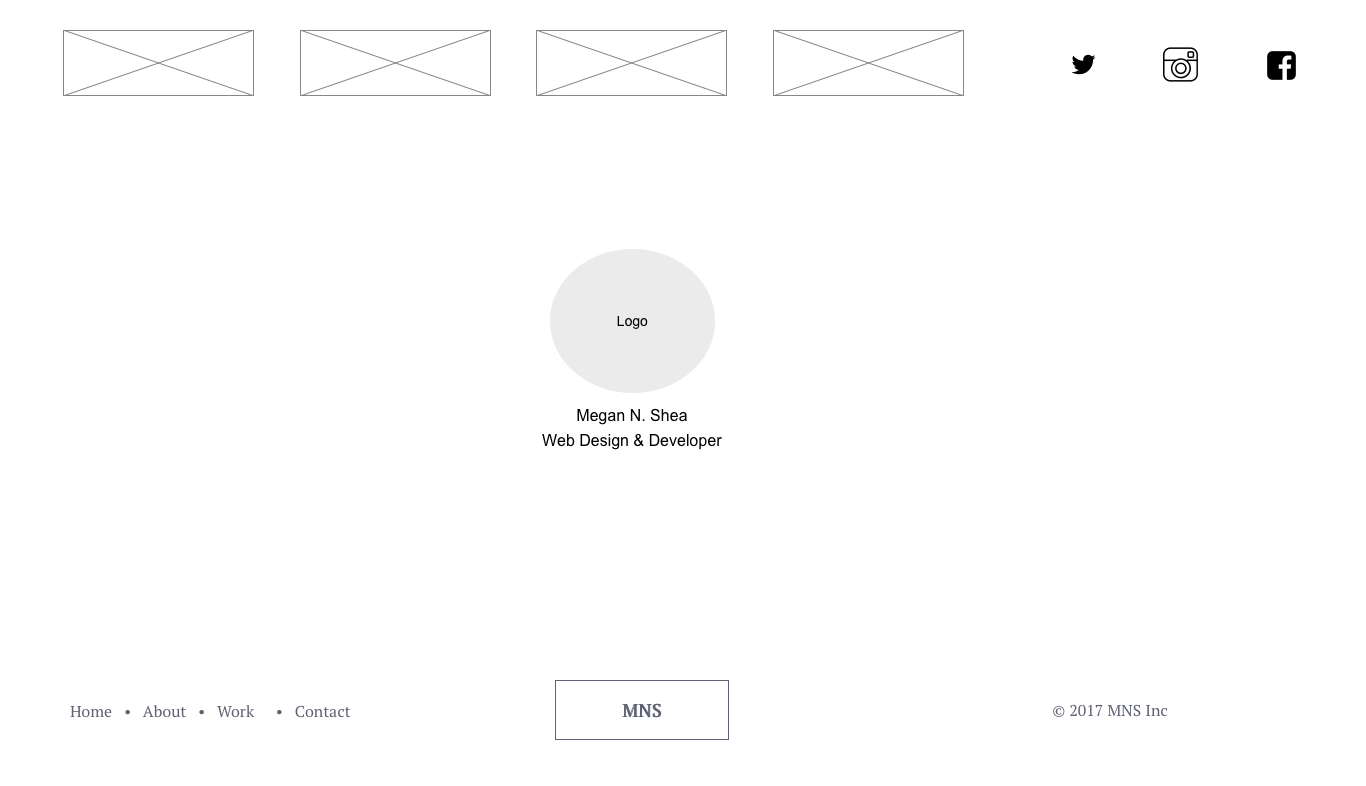 Logo
Megan N. Shea
Web Design & Developer
Home • About • Work • Contact
MNS
© 2017 MNS Inc